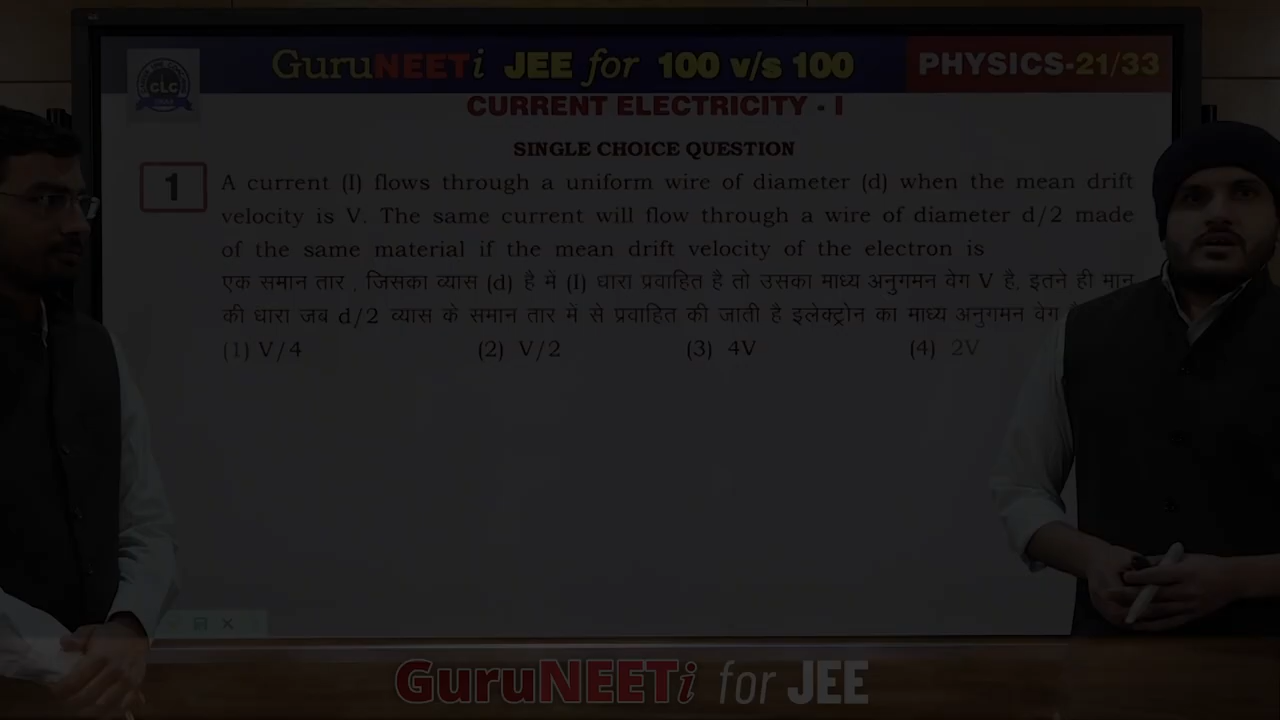 GuruNEETi JEE for 100 v/s 100
PHYSICS-21/33
CLC
CURRENT ELECTRICITY - I
SINGLE CHOICE QUESTION
1
A current (I) flows through a uniform wire of diameter (d) when the mean drift
velocity is V. The same current will flow through a wire of diameter d/2 made
of the same material if the mean drift velocity of the electron is
एक समान तार , जिसका व्यास (d) है में (I) धारा प्रवाहित है तो उसका माध्य अनुगमन वेग V है, इतने ही मान
की धारा जब d/2 व्यास के समान तार में से प्रवाहित की जाती है इलेक्ट्रोन का माध्य अनुगमन वेग
(1) V/4 (2) V/2 (3) 4V (4) 2V
GuruNEETi for JEE